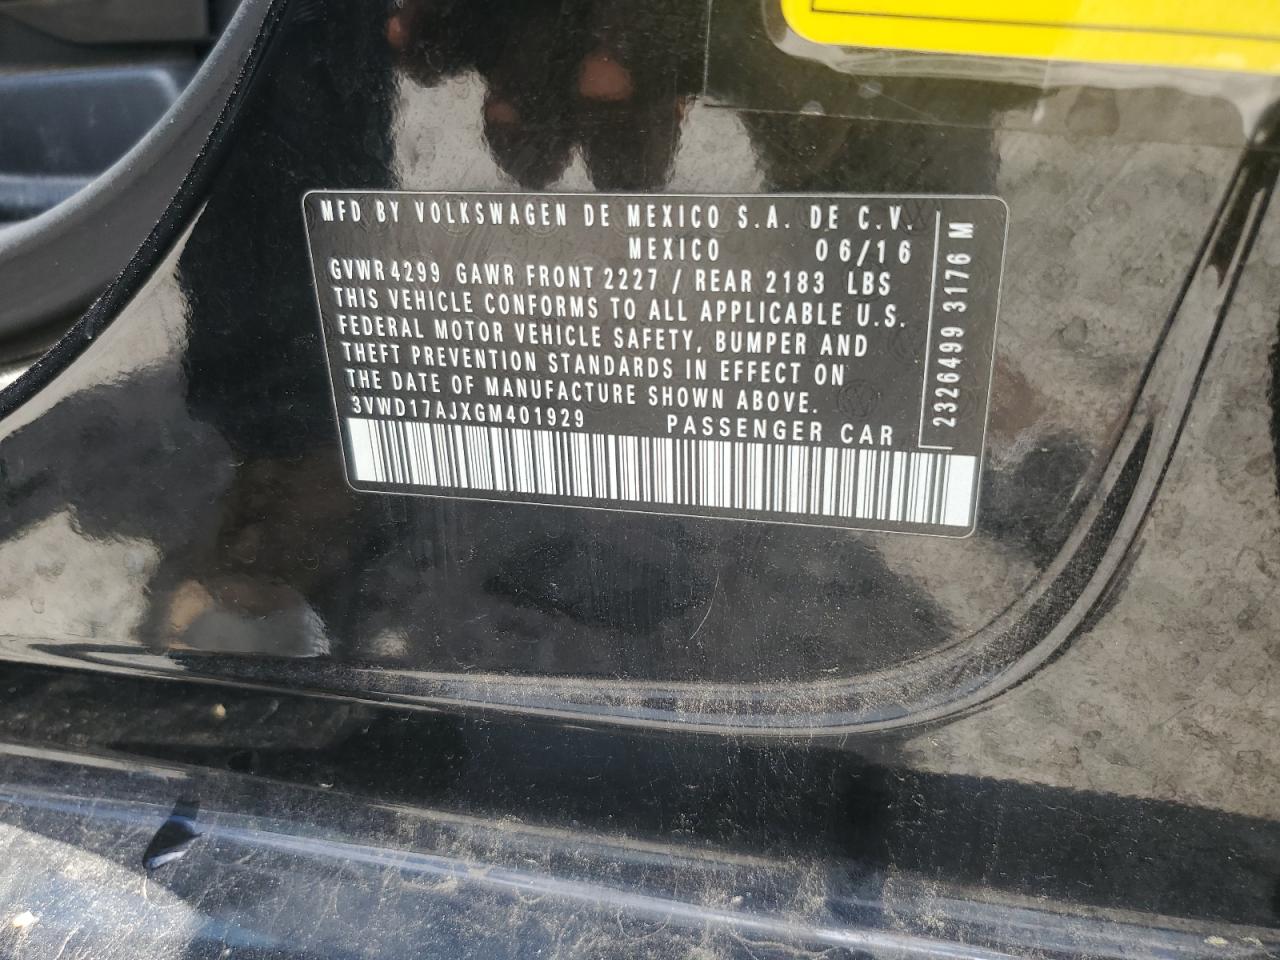 MFD BY VOLKSWAGEN DE MEXICO S.A. DE C.V.
MEXICO 06/16
GVWR 4299 GAWR FRONT 2227 / REAR 2183 LBS
THIS VEHICLE CONFORMS TO ALL APPLICABLE U.S.
FEDERAL MOTOR VEHICLE SAFETY, BUMPER AND
THEFT PREVENTION STANDARDS IN EFFECT ON
THE DATE OF MANUFACTURE SHOWN ABOVE.
3VWD17AJXGM401929 PASSENGER CAR
2326499 3176 M